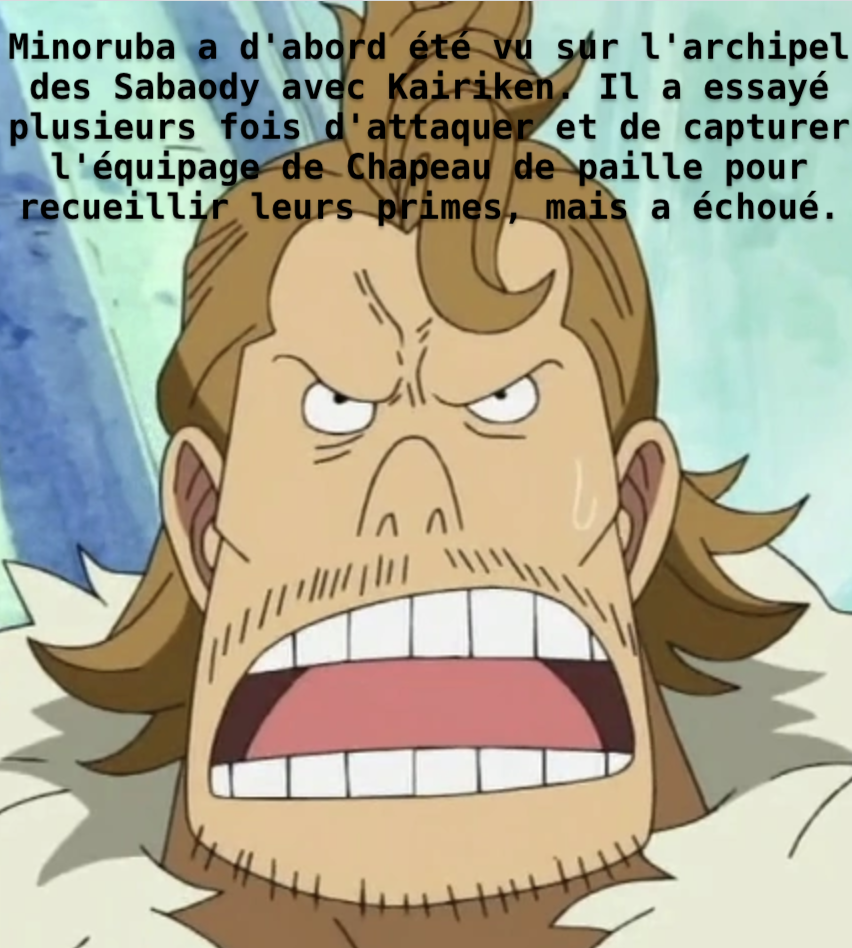 Minoruba a d'abord été vu sur l'archipel
des Sabaody avec Kairiken. Il a essayé
plusieurs fois d'attaquer et de capturer
l'équipage de Chapeau de paille pour
recueillir leurs primes, mais a échoué.